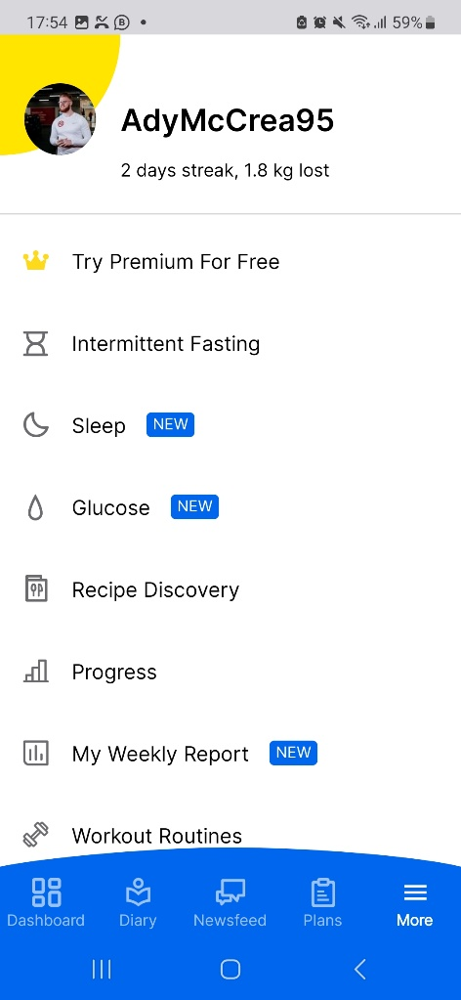 17:54 59%
AdyMcCrea95
2 days streak, 1.8 kg lost
Try Premium For Free
Intermittent Fasting
Sleep NEW
Glucose NEW
Recipe Discovery
Progress
My Weekly Report NEW
Workout Routines
Dashboard Diary Newsfeed Plans More